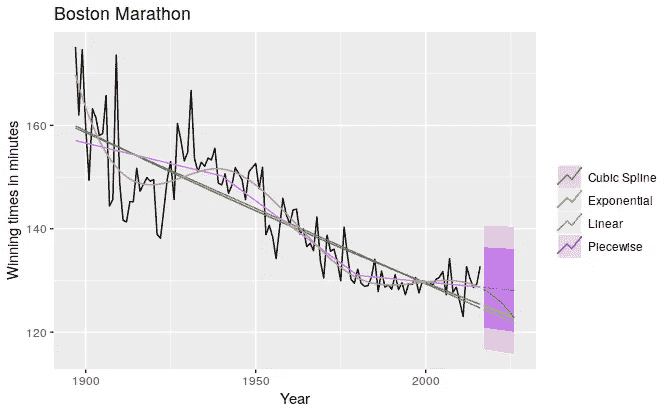 Boston Marathon
Winning times in minutes
160
140
120
1900
1950
2000
Year
Cubic Spline
Exponential
Linear
Piecewise